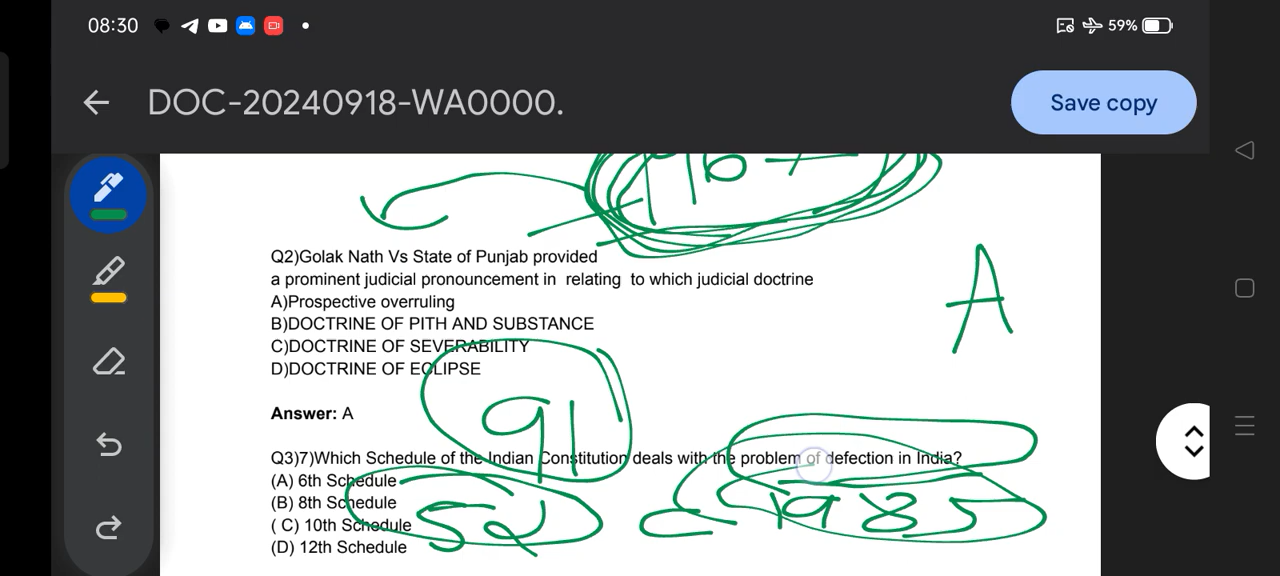 08:30
59%
DOC-20240918-WA0000.
Save copy
Q2)Golak Nath Vs State of Punjab provided
a prominent judicial pronouncement in relating to which judicial doctrine
A)Prospective overruling
B)DOCTRINE OF PITH AND SUBSTANCE
C)DOCTRINE OF SEVERABILITY
D)DOCTRINE OF ECLIPSE
A
Answer: A
91
Q3)7)Which Schedule of the Indian Constitution deals with the problem of defection in India?
(A) 6th Schedule
(B) 8th Schedule
( C) 10th Schedule
(D) 12th Schedule
52
1985